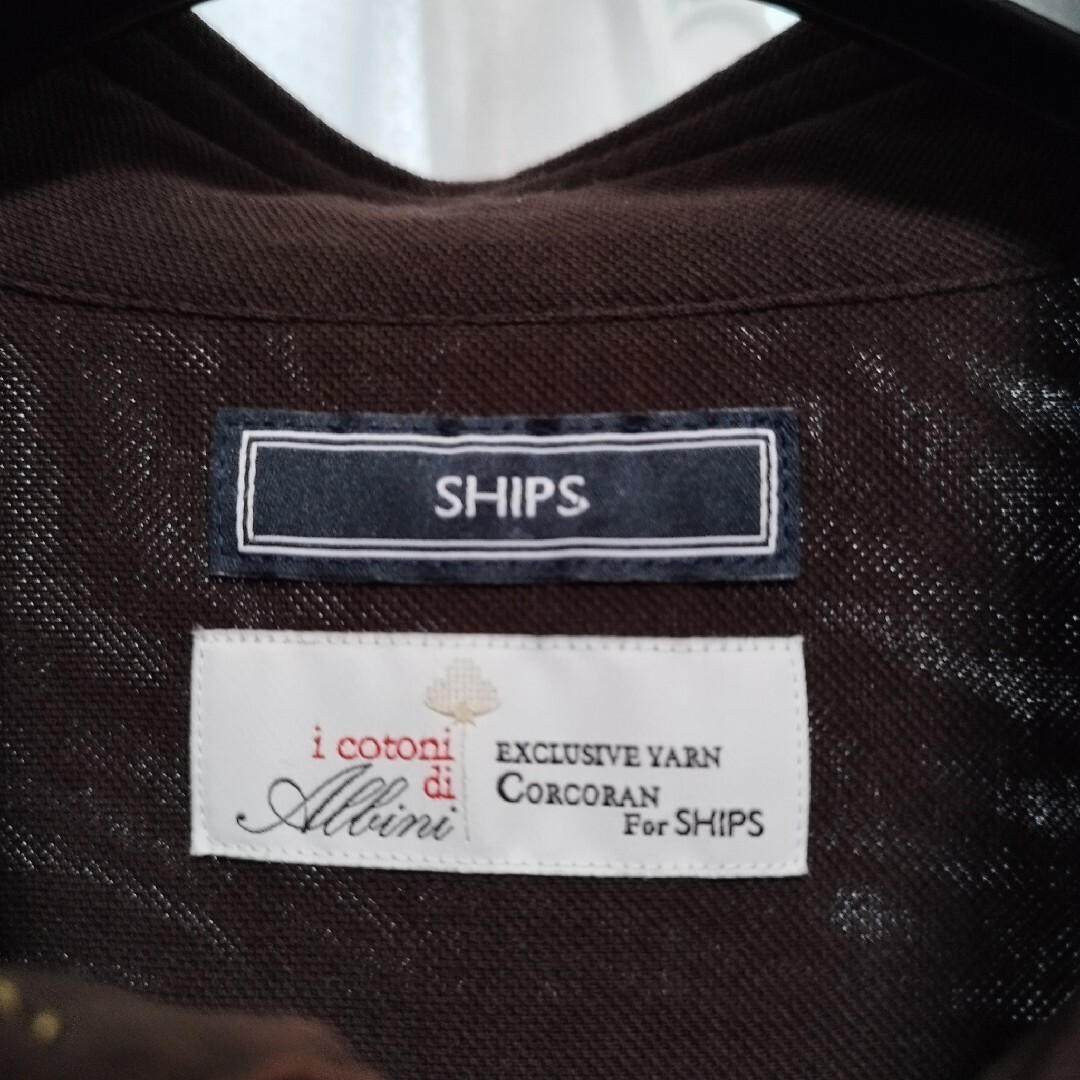 SHIPS
i cotoni
di
Albini
EXCLUSIVE YARN
CORCORAN
For SHIPS